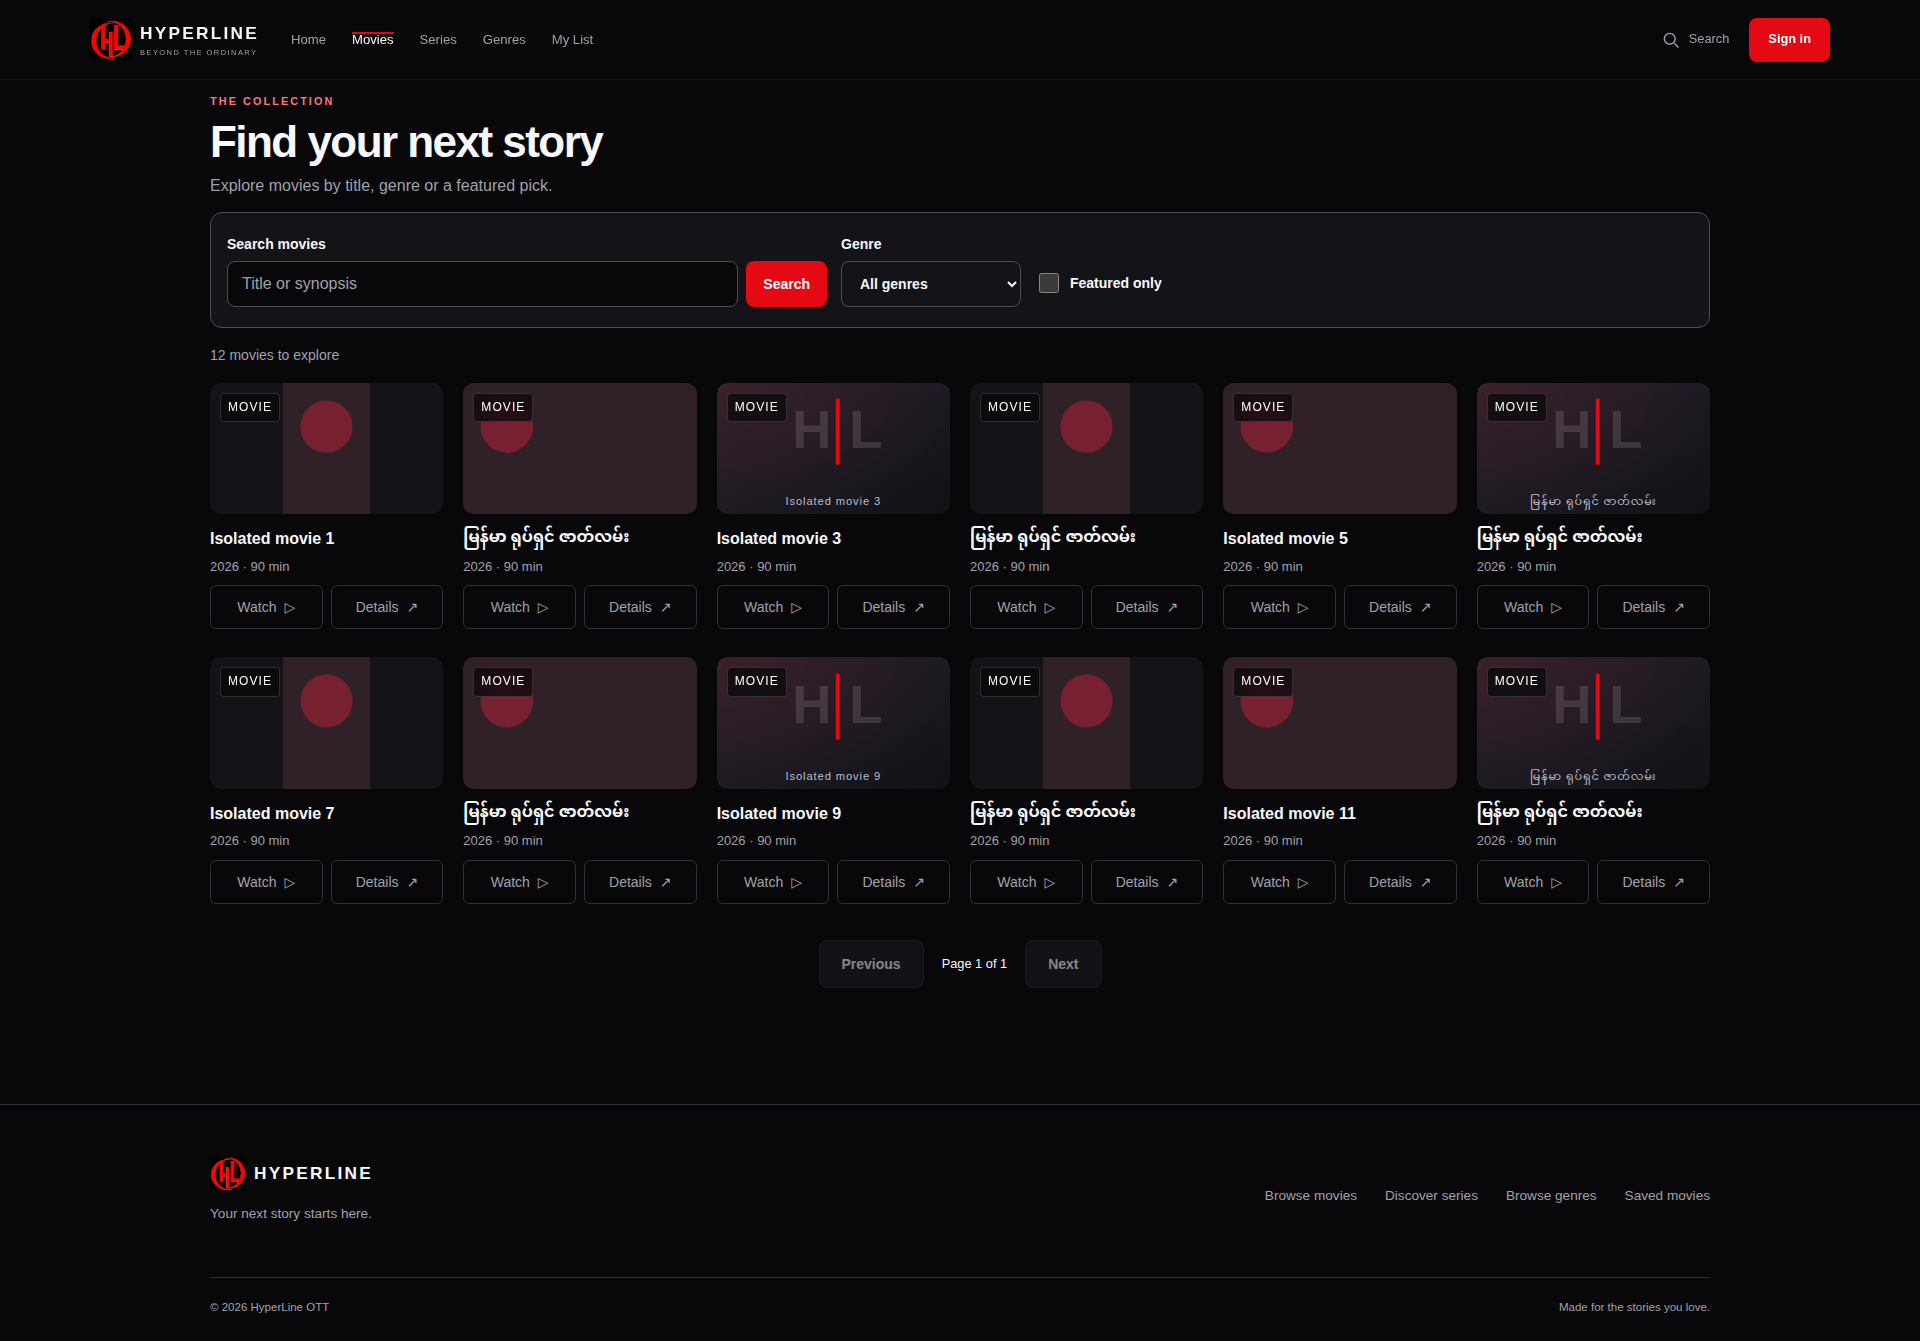 HYPERLINE
BEYOND THE ORDINARY
Home Movies Series Genres My List
Search
Sign in
THE COLLECTION
Find your next story
Explore movies by title, genre or a featured pick.
Search movies
Genre
Title or synopsis
Search
All genres
Featured only
12 movies to explore
MOVIE MOVIE MOVIE MOVIE MOVIE MOVIE
H L H L
Isolated movie 3 မြန်မာ ရုပ်ရှင် ဇာတ်လမ်း
Isolated movie 1 မြန်မာ ရုပ်ရှင် ဇာတ်လမ်း Isolated movie 3 မြန်မာ ရုပ်ရှင် ဇာတ်လမ်း Isolated movie 5 မြန်မာ ရုပ်ရှင် ဇာတ်လမ်း
2026 · 90 min 2026 · 90 min 2026 · 90 min 2026 · 90 min 2026 · 90 min 2026 · 90 min
Watch ▷ Details ↗ Watch ▷ Details ↗ Watch ▷ Details ↗ Watch ▷ Details ↗ Watch ▷ Details ↗ Watch ▷ Details ↗
MOVIE MOVIE MOVIE MOVIE MOVIE MOVIE
H L H L
Isolated movie 9 မြန်မာ ရုပ်ရှင် ဇာတ်လမ်း
Isolated movie 7 မြန်မာ ရုပ်ရှင် ဇာတ်လမ်း Isolated movie 9 မြန်မာ ရုပ်ရှင် ဇာတ်လမ်း Isolated movie 11 မြန်မာ ရုပ်ရှင် ဇာတ်လမ်း
2026 · 90 min 2026 · 90 min 2026 · 90 min 2026 · 90 min 2026 · 90 min 2026 · 90 min
Watch ▷ Details ↗ Watch ▷ Details ↗ Watch ▷ Details ↗ Watch ▷ Details ↗ Watch ▷ Details ↗ Watch ▷ Details ↗
Previous Page 1 of 1 Next
HYPERLINE
Your next story starts here.
Browse movies Discover series Browse genres Saved movies
© 2026 HyperLine OTT
Made for the stories you love.